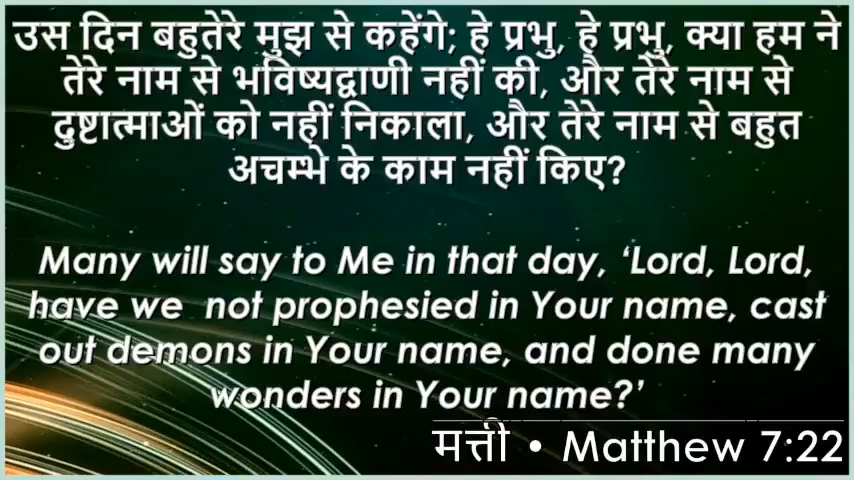 उस दिन बहुतेरे मुझ से कहेंगे; हे प्रभु, हे प्रभु, क्या हम ने
तेरे नाम से भविष्यद्वाणी नहीं की, और तेरे नाम से
दुष्टात्माओं को नहीं निकाला, और तेरे नाम से बहुत
अचम्भे के काम नहीं किए?
Many will say to Me in that day, ‘Lord, Lord,
have we  not prophesied in Your name, cast
out demons in Your name, and done many
wonders in Your name?’
मत्ती • Matthew 7:22